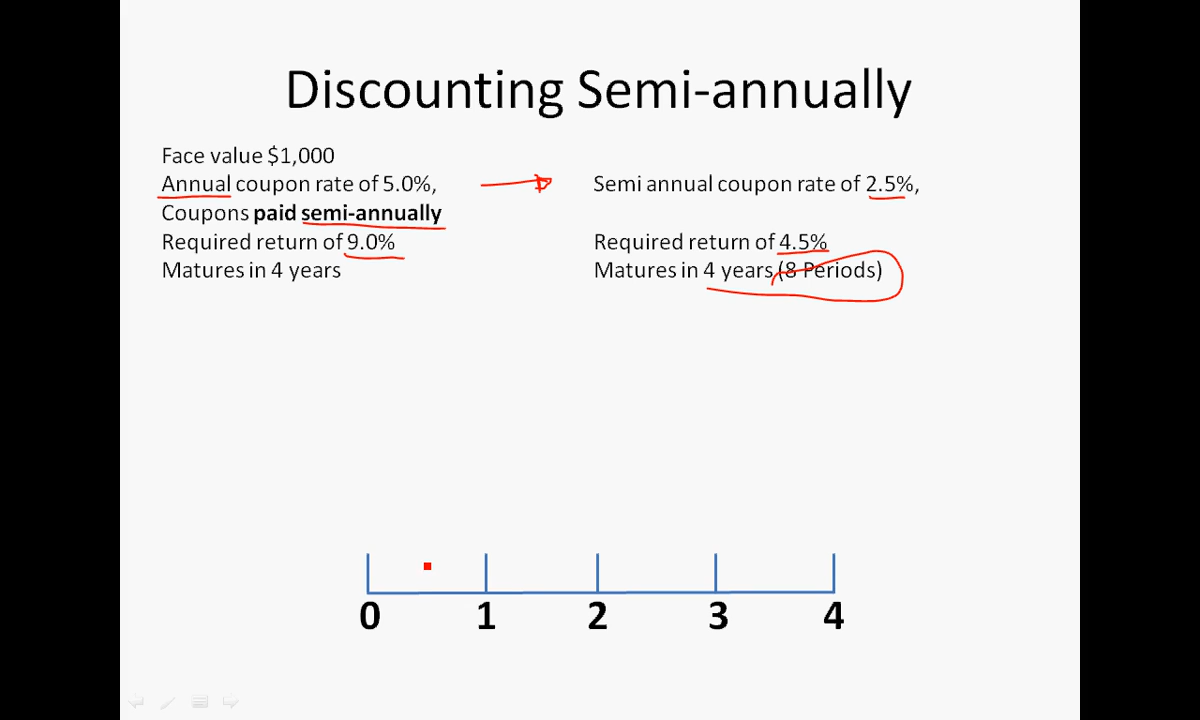 Discounting Semi-annually
Face value $1,000
Annual coupon rate of 5.0%,
Coupons paid semi-annually
Required return of 9.0%
Matures in 4 years
Semi annual coupon rate of 2.5%,
Required return of 4.5%
Matures in 4 years (8 Periods)
0 1 2 3 4